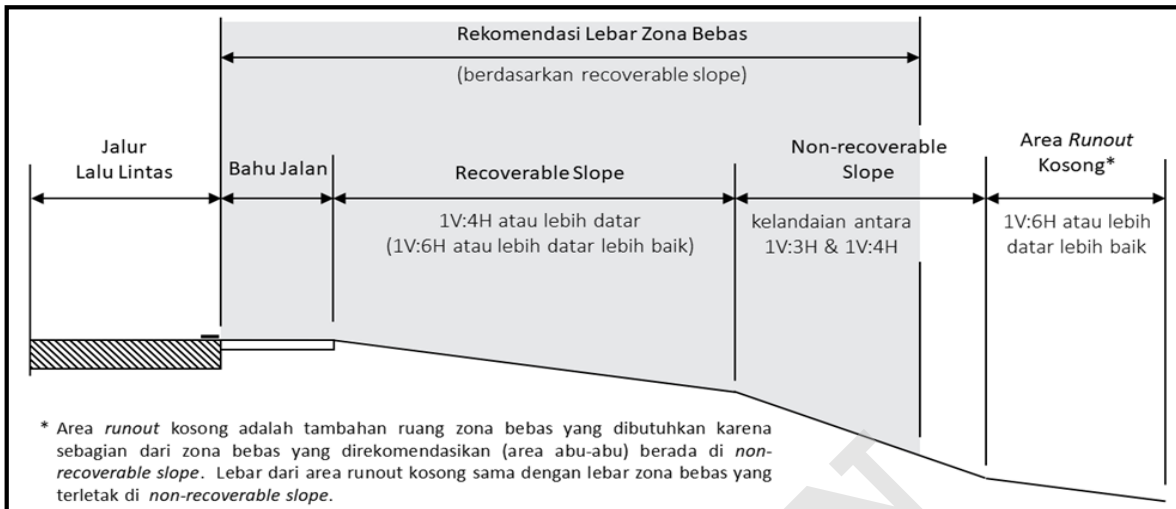 Rekomendasi Lebar Zona Bebas
(berdasarkan recoverable slope)
Jalur
Lalu Lintas
Bahu Jalan
Recoverable Slope
Non-recoverable
Slope
Area Runout
Kosong*
1V:4H atau lebih datar
(1V:6H atau lebih datar lebih baik)
kelandaian antara
1V:3H & 1V:4H
1V:6H atau lebih
datar lebih baik
* Area runout kosong adalah tambahan ruang zona bebas yang dibutuhkan karena
sebagian dari zona bebas yang direkomendasikan (area abu-abu) berada di non-
recoverable slope. Lebar dari area runout kosong sama dengan lebar zona bebas yang
terletak di non-recoverable slope.